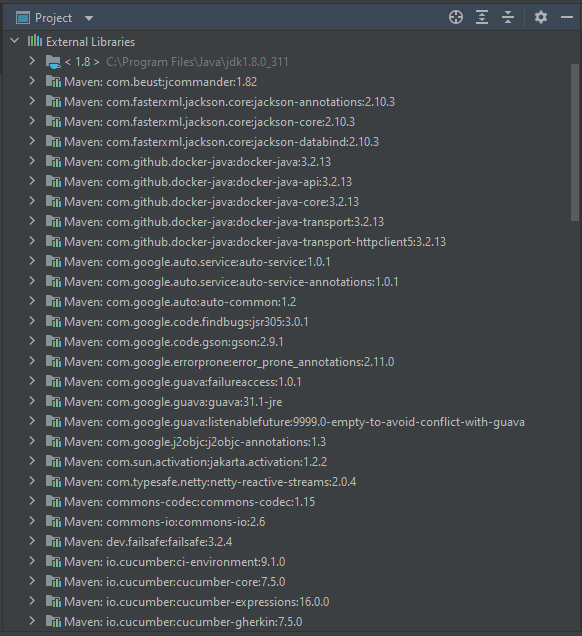 Project
External Libraries
< 1.8 > C:\Program Files\Java\jdk1.8.0_311
Maven: com.beust:jcommander:1.82
Maven: com.fasterxml.jackson.core:jackson-annotations:2.10.3
Maven: com.fasterxml.jackson.core:jackson-core:2.10.3
Maven: com.fasterxml.jackson.core:jackson-databind:2.10.3
Maven: com.github.docker-java:docker-java:3.2.13
Maven: com.github.docker-java:docker-java-api:3.2.13
Maven: com.github.docker-java:docker-java-core:3.2.13
Maven: com.github.docker-java:docker-java-transport:3.2.13
Maven: com.github.docker-java:docker-java-transport-httpclient5:3.2.13
Maven: com.google.auto.service:auto-service:1.0.1
Maven: com.google.auto.service:auto-service-annotations:1.0.1
Maven: com.google.auto:auto-common:1.2
Maven: com.google.code.findbugs:jsr305:3.0.1
Maven: com.google.code.gson:gson:2.9.1
Maven: com.google.errorprone:error_prone_annotations:2.11.0
Maven: com.google.guava:failureaccess:1.0.1
Maven: com.google.guava:guava:31.1-jre
Maven: com.google.guava:listenablefuture:9999.0-empty-to-avoid-conflict-with-guava
Maven: com.google.j2objc:j2objc-annotations:1.3
Maven: com.sun.activation:jakarta.activation:1.2.2
Maven: com.typesafe.netty:netty-reactive-streams:2.0.4
Maven: commons-codec:commons-codec:1.15
Maven: commons-io:commons-io:2.6
Maven: dev.failsafe:failsafe:3.2.4
Maven: io.cucumber:ci-environment:9.1.0
Maven: io.cucumber:cucumber-core:7.5.0
Maven: io.cucumber:cucumber-expressions:16.0.0
Maven: io.cucumber:cucumber-gherkin:7.5.0